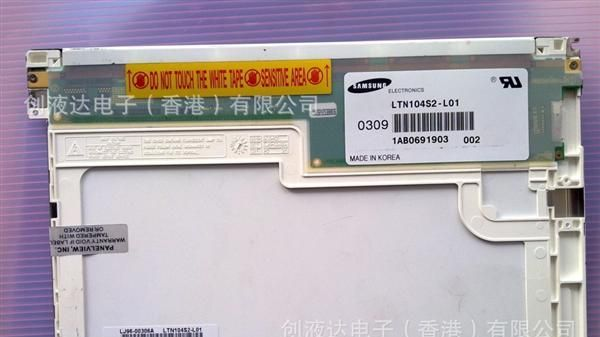 DO NOT TOUCH THE WHITE TAPE
SENSITIVE AREA
SAMSUNG
ELECTRONICS
LTN104S2-L01
0309
1AB0691903 002
MADE IN KOREA
创液达电子（香港）有限公司
WARRANTY VOID IF LABEL
TAMPERED WITH
OR REMOVED
PANELVIEW, INC.
LJ96-00306A LTN104S2-L01
创液达电子（香港）有限公司